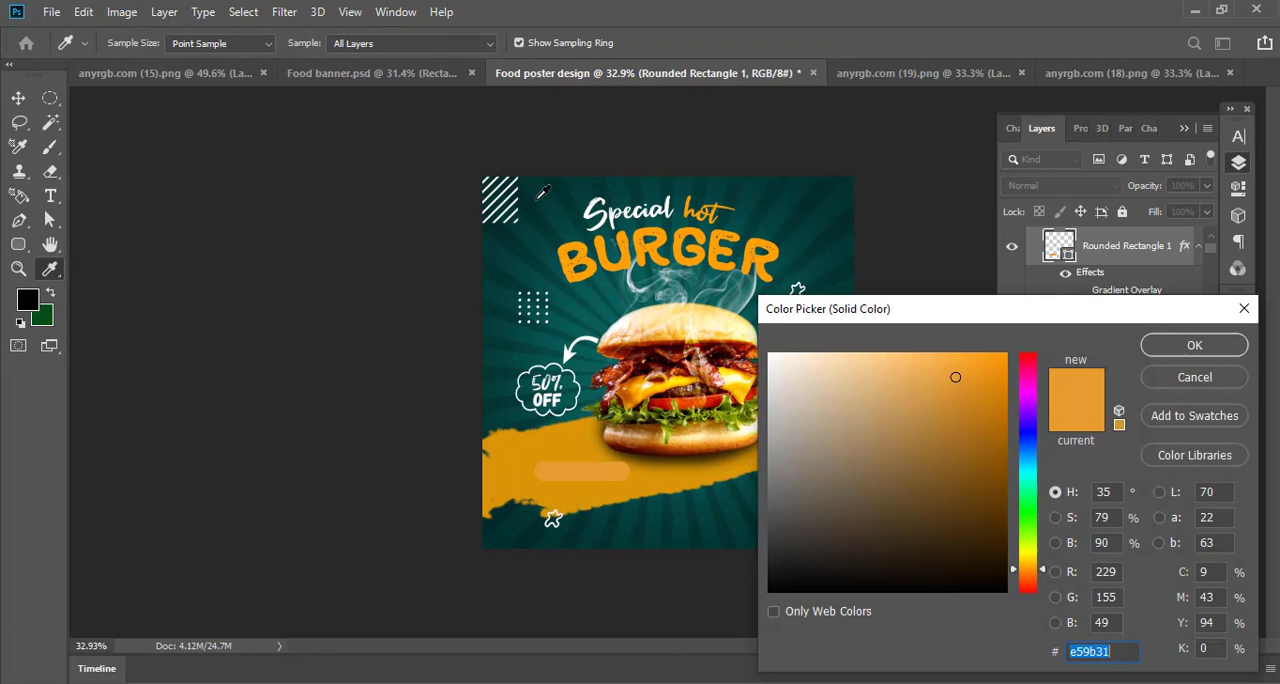 Ps File Edit Image Layer Type Select Filter 3D View Window Help
Sample Size: Point Sample Sample: All Layers Show Sampling Ring
anyrgb.com (15).png @ 49.6% (La... × Food banner.psd @ 31.4% (Recta... × Food poster design @ 32.9% (Rounded Rectangle 1, RGB/8#) * × anyrgb.com (19).png @ 33.3% (La... × anyrgb.com (18).png @ 33.3% (La... ×
Cha Layers Pro 3D Par Cha
Kind
Normal Opacity: 100%
Lock: Fill: 100%
Rounded Rectangle 1 fx
Effects
Gradient Overlay
Special hot
BURGER
50%
OFF
Color Picker (Solid Color)
new
current
OK
Cancel
Add to Swatches
Color Libraries
H: 35 ° L: 70
S: 79 % a: 22
B: 90 % b: 63
R: 229 C: 9 %
G: 155 M: 43 %
B: 49 Y: 94 %
# e59b31 K: 0 %
Only Web Colors
32.93% Doc: 4.12M/24.7M
Timeline